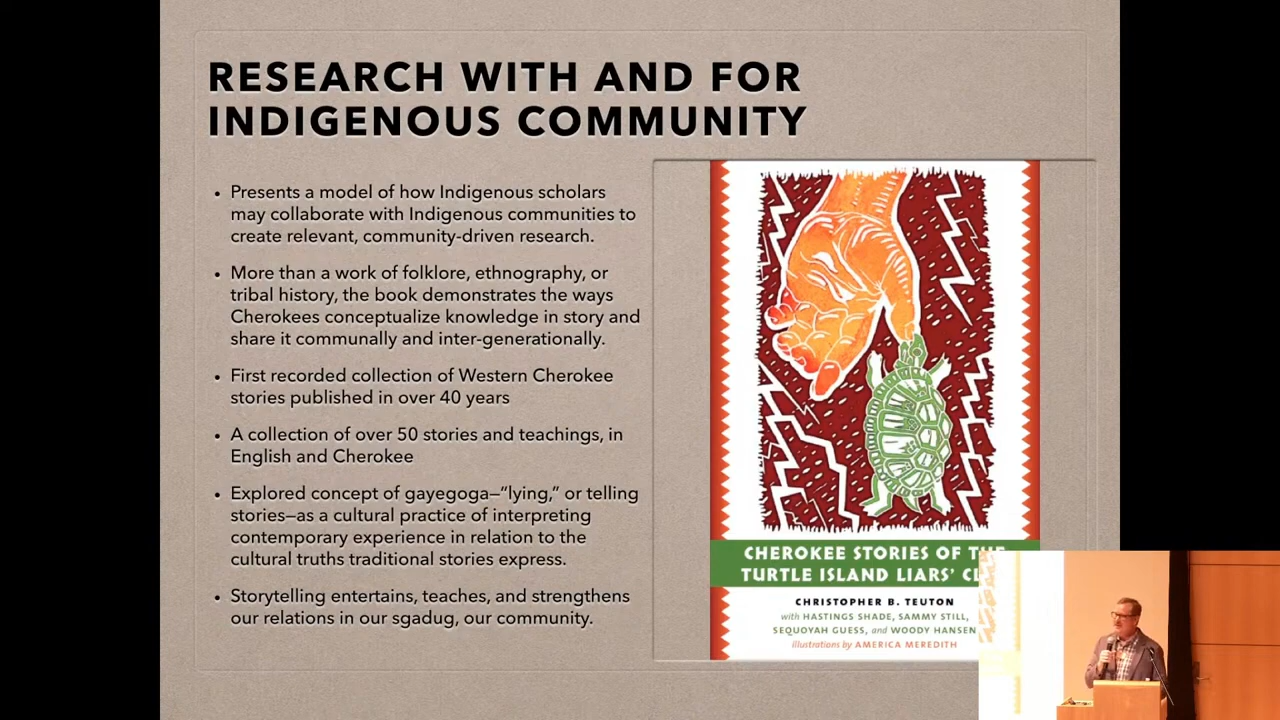 RESEARCH WITH AND FOR
INDIGENOUS COMMUNITY
• Presents a model of how Indigenous scholars
may collaborate with Indigenous communities to
create relevant, community-driven research.
• More than a work of folklore, ethnography, or
tribal history, the book demonstrates the ways
Cherokees conceptualize knowledge in story and
share it communally and inter-generationally.
• First recorded collection of Western Cherokee
stories published in over 40 years
• A collection of over 50 stories and teachings, in
English and Cherokee
• Explored concept of gayegoga—“lying,” or telling
stories—as a cultural practice of interpreting
contemporary experience in relation to the
cultural truths traditional stories express.
• Storytelling entertains, teaches, and strengthens
our relations in our sgadug, our community.
CHEROKEE STORIES OF THE
TURTLE ISLAND LIARS’
CHRISTOPHER B. TEUTON
with HASTINGS SHADE, SAMMY STILL,
SEQUOYAH GUESS, and WOODY HANSEN
illustrations by AMERICA MEREDITH